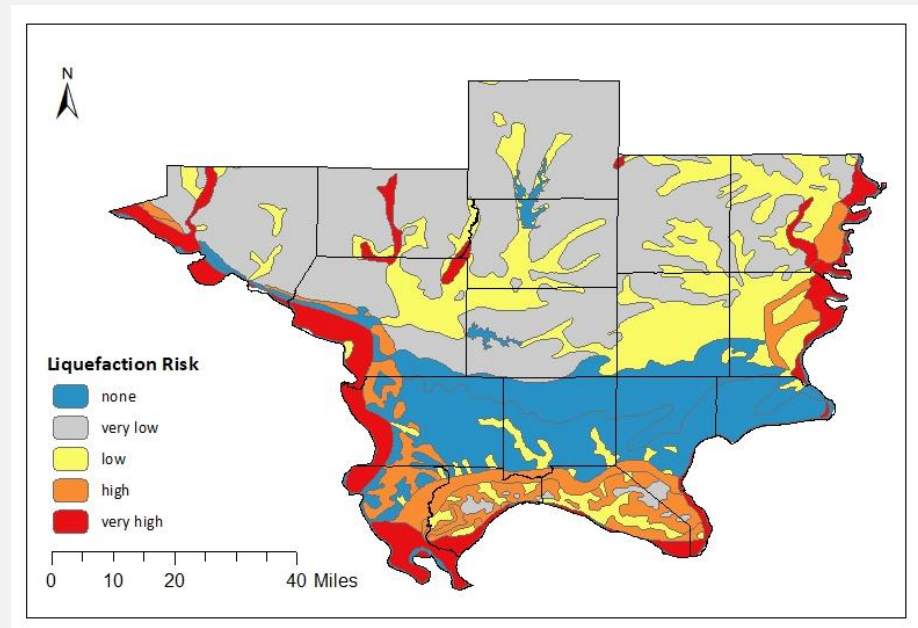 N
Liquefaction Risk
none
very low
low
high
very high
0 10 20 40 Miles